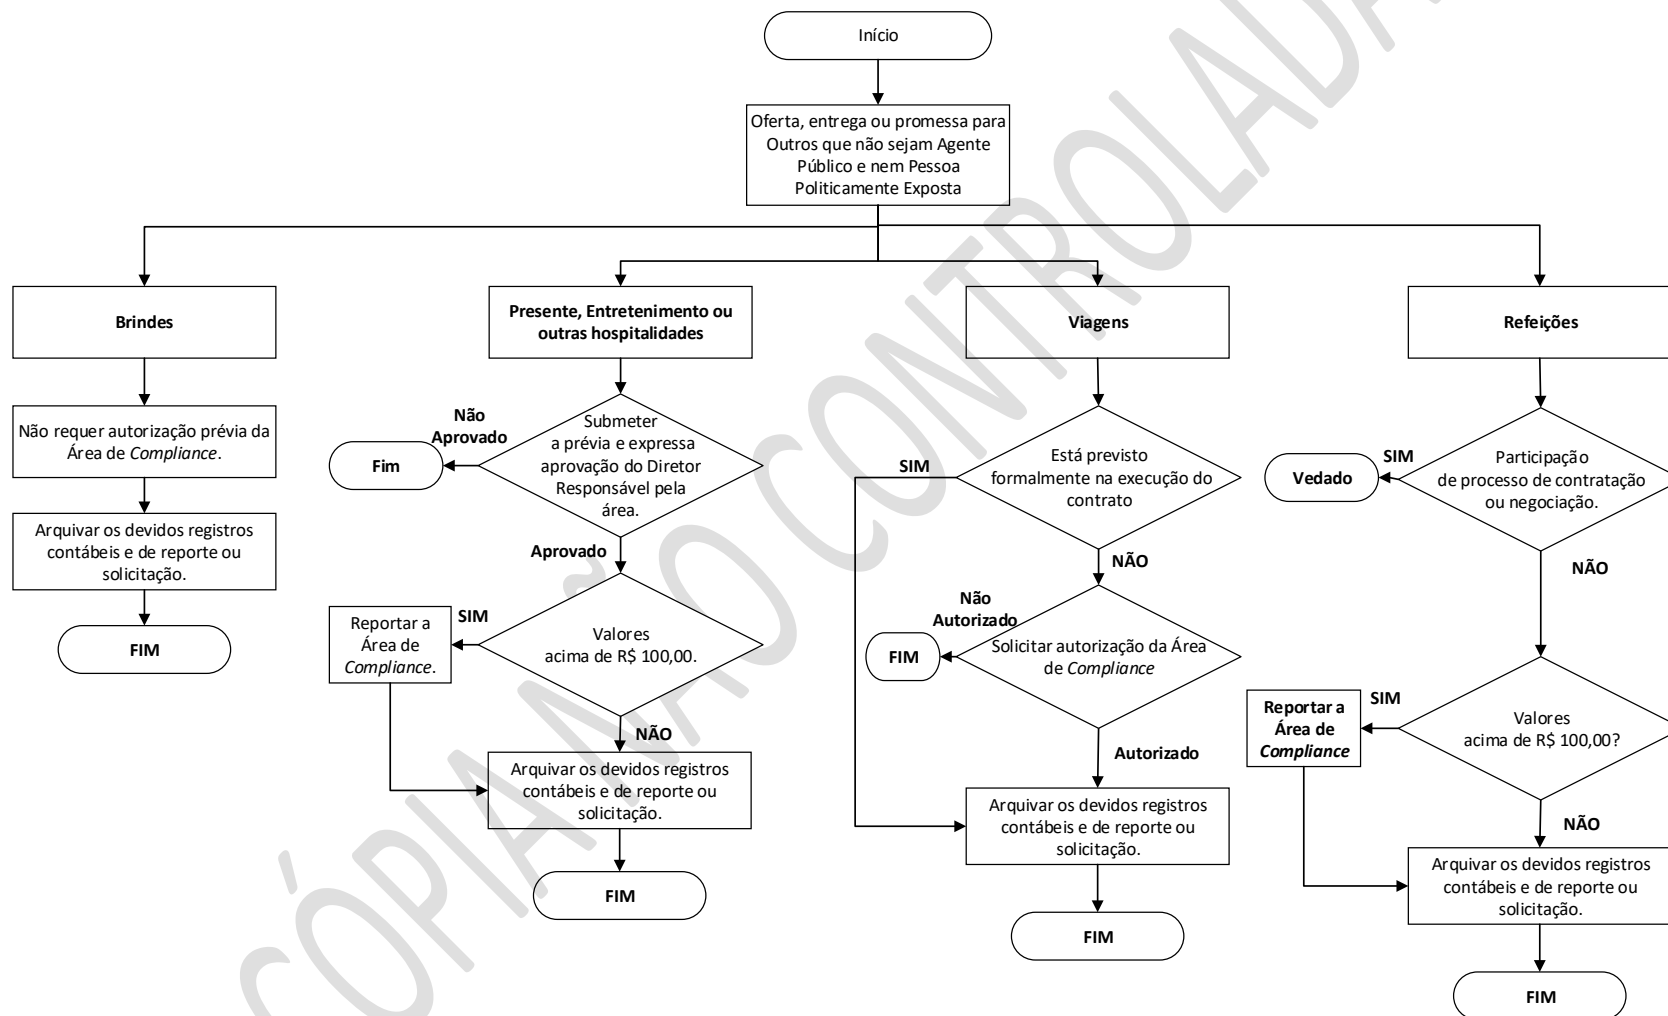 Início
Oferta, entrega ou promessa para
Outros que não sejam Agente
Público e nem Pessoa
Politicamente Exposta
Brindes
Não requer autorização prévia da
Área de Compliance.
Arquivar os devidos registros
contábeis e de reporte ou
solicitação.
FIM
Presente, Entretenimento ou
outras hospitalidades
Submeter
a prévia e expressa
aprovação do Diretor
Responsável pela
área.
Não
Aprovado
Fim
Aprovado
Valores
acima de R$ 100,00.
SIM
Reportar a
Área de
Compliance.
NÃO
Arquivar os devidos registros
contábeis e de reporte ou
solicitação.
FIM
Viagens
Está previsto
formalmente na execução do
contrato
SIM
NÃO
Solicitar autorização da Área
de Compliance
Não
Autorizado
FIM
Autorizado
Arquivar os devidos registros
contábeis e de reporte ou
solicitação.
FIM
Refeições
Participação
de processo de contratação
ou negociação.
SIM
Vedado
NÃO
Valores
acima de R$ 100,00?
SIM
Reportar a
Área de
Compliance
NÃO
Arquivar os devidos registros
contábeis e de reporte ou
solicitação.
FIM
CÓPIA NÃO CONTROLADA